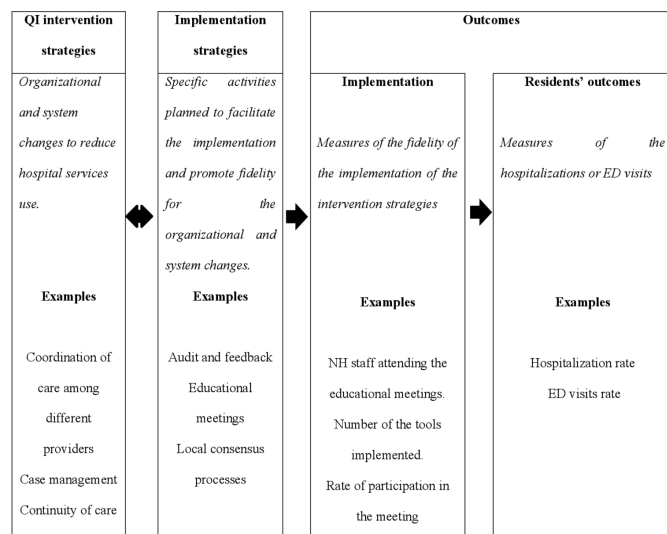 QI intervention
strategies
Organizational
and system
changes to reduce
hospital services
use.
Examples
Coordination of
care among
different
providers
Case management
Continuity of care
Implementation
strategies
Specific activities
planned to facilitate
the implementation
and promote fidelity
for the
organizational and
system changes.
Examples
Audit and feedback
Educational
meetings
Local consensus
processes
Outcomes
Implementation
Measures of the fidelity of
the implementation of the
intervention strategies
Examples
NH staff attending the
educational meetings.
Number of the tools
implemented.
Rate of participation in
the meeting
Residents’ outcomes
Measures of the
hospitalizations or ED visits
Examples
Hospitalization rate
ED visits rate